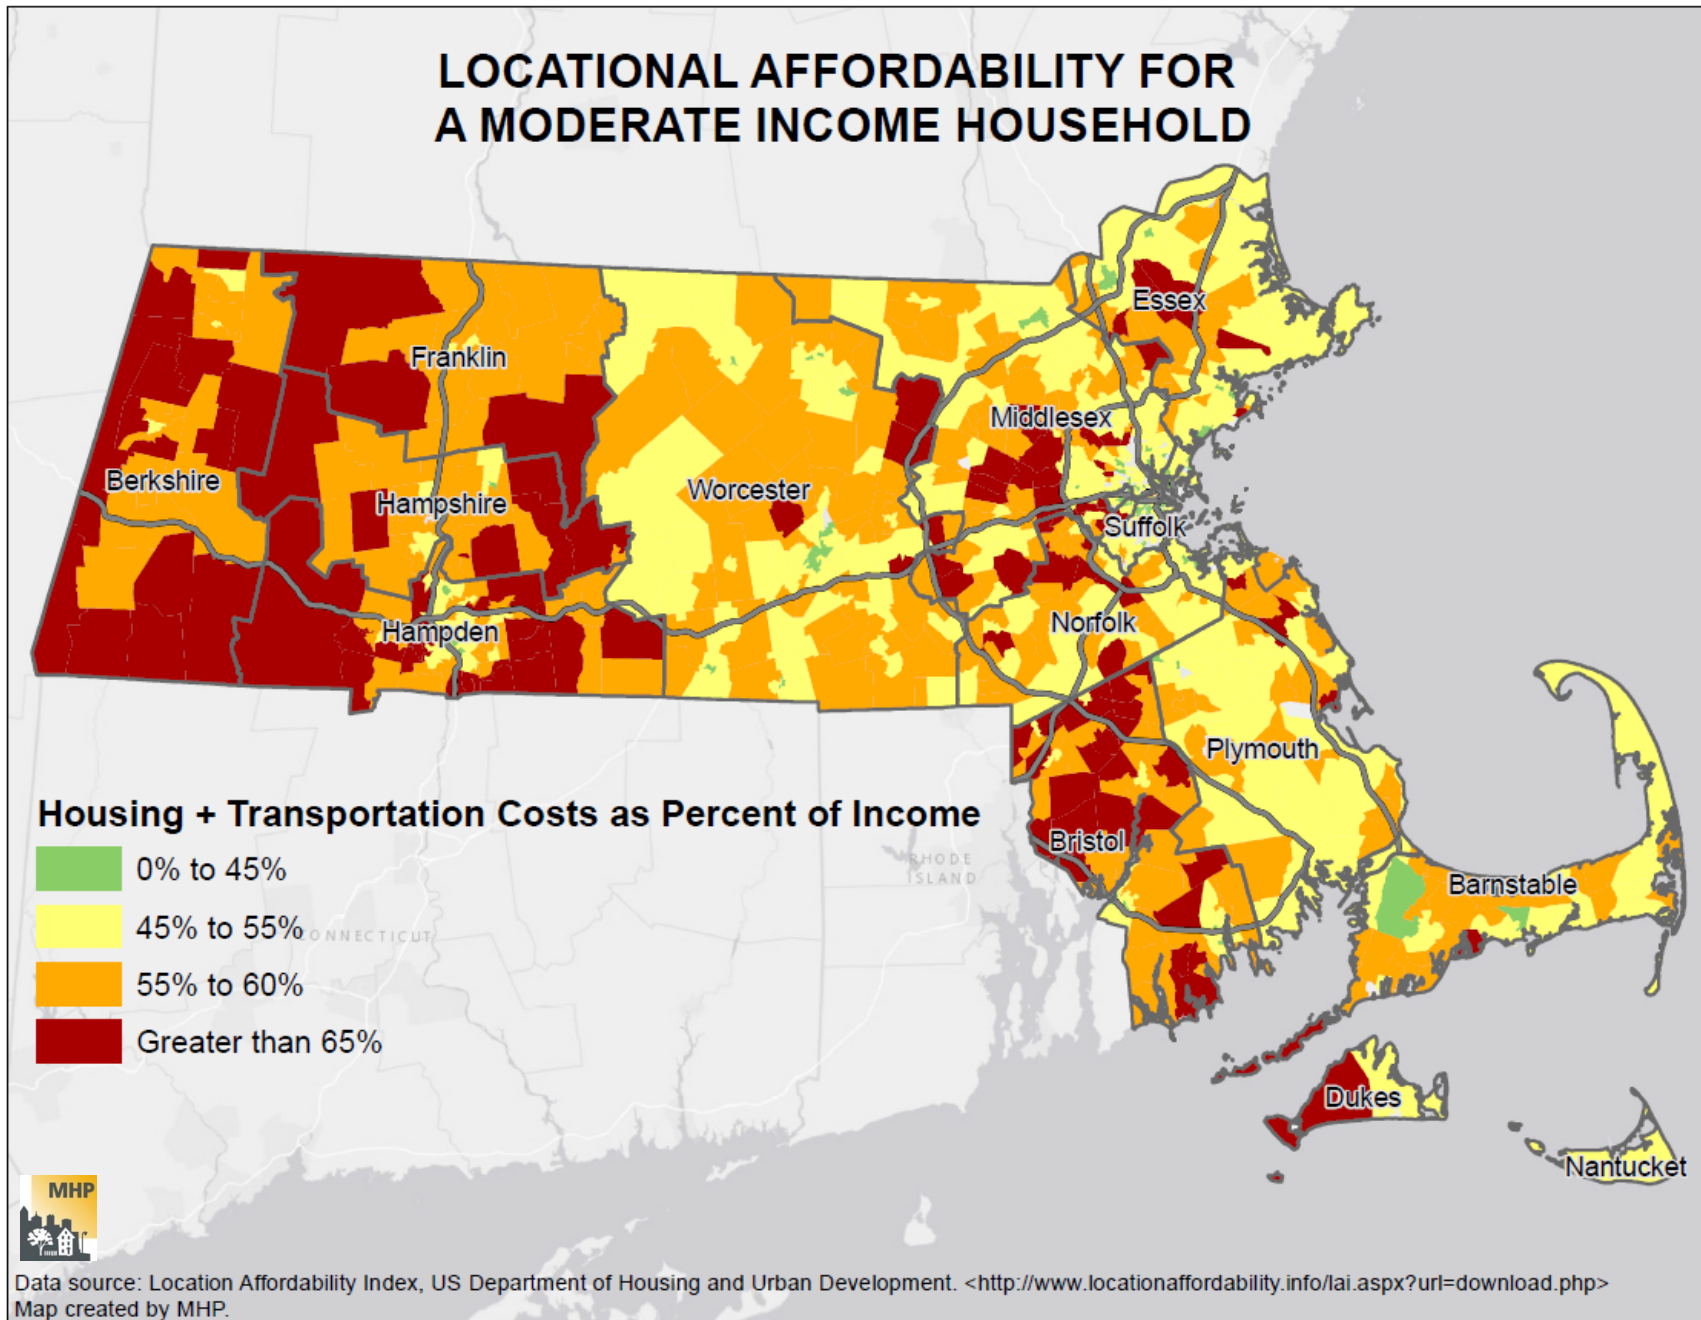 LOCATIONAL AFFORDABILITY FOR
A MODERATE INCOME HOUSEHOLD
Essex
Franklin
Middlesex
Berkshire
Hampshire
Worcester
Suffolk
Hampden
Norfolk
Plymouth
Bristol
Barnstable
Dukes
Nantucket
RHODE
ISLAND
CONNECTICUT
Housing + Transportation Costs as Percent of Income
0% to 45%
45% to 55%
55% to 60%
Greater than 65%
MHP
Data source: Location Affordability Index, US Department of Housing and Urban Development. <http://www.locationaffordability.info/lai.aspx?url=download.php>
Map created by MHP.